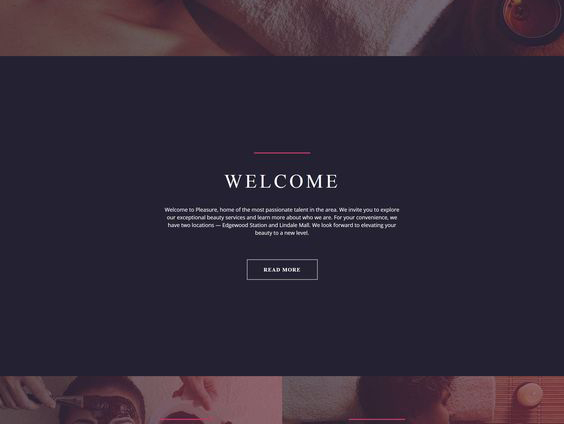 WELCOME
Welcome to Pleasure, home of the most passionate talent in the area. We invite you to explore
our exceptional beauty services and learn more about who we are. For your convenience, we
have two locations — Edgewood Station and Lindale Mall. We look forward to elevating your
beauty to a new level.
READ MORE